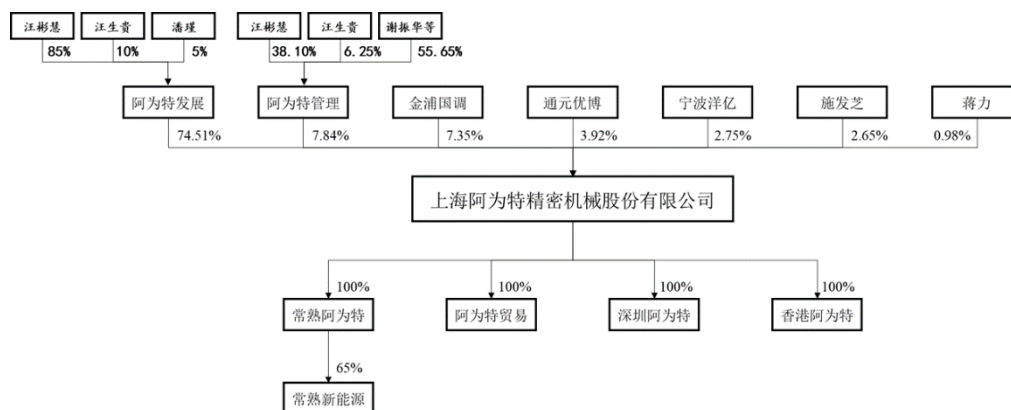 汪彬慧 汪生贵 潘瑾 汪彬慧 汪生贵 谢振华等
85% 10% 5% 38.10% 6.25% 55.65%
阿为特发展 阿为特管理 金浦国调 通元优博 宁波洋亿 施发芝 蒋力
74.51% 7.84% 7.35% 3.92% 2.75% 2.65% 0.98%
上海阿为特精密机械股份有限公司
100% 100% 100% 100%
常熟阿为特 阿为特贸易 深圳阿为特 香港阿为特
65%
常熟新能源